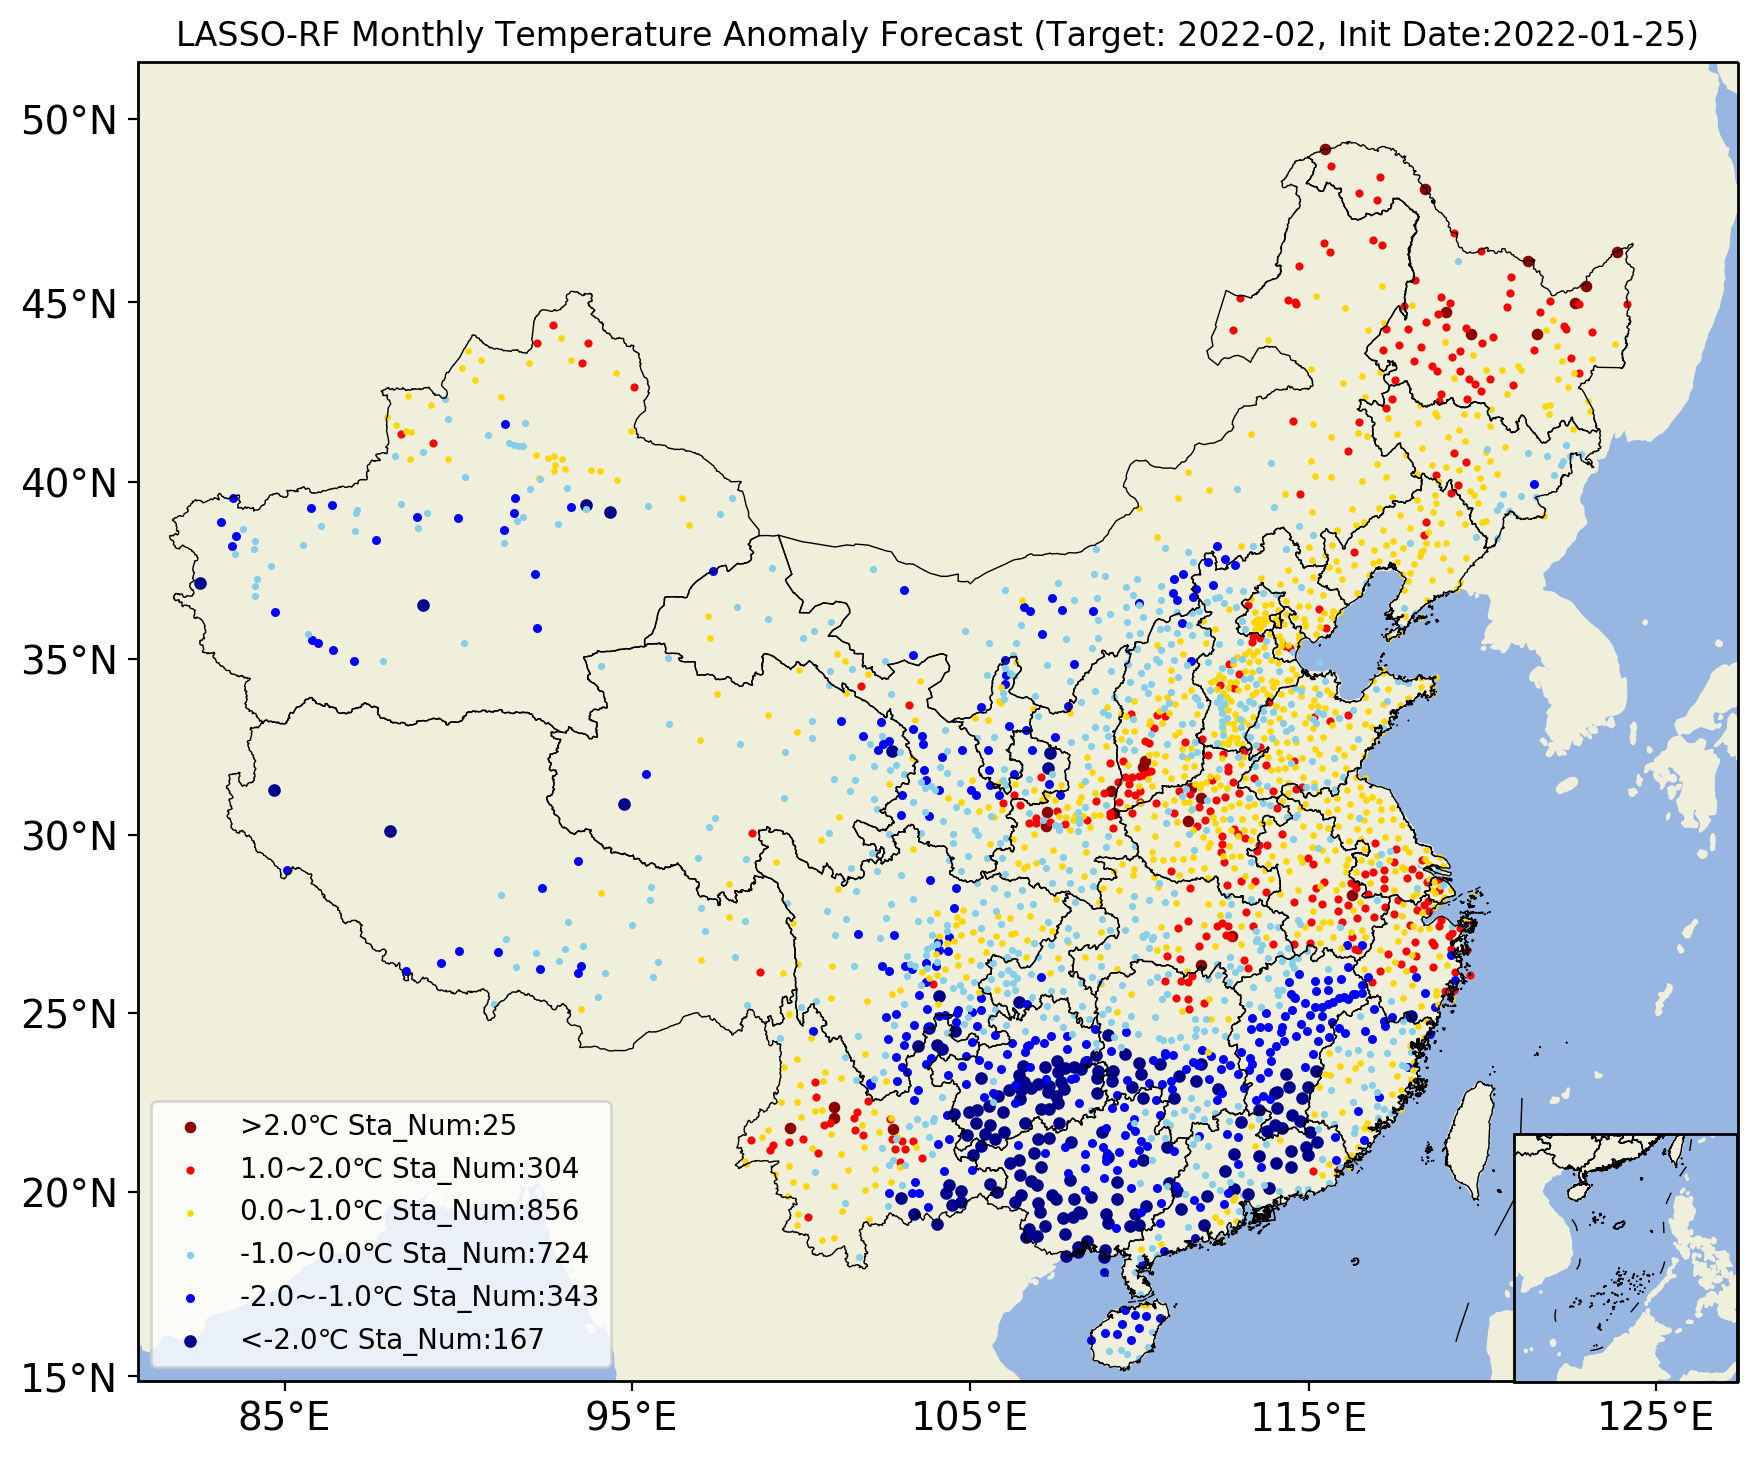 LASSO-RF Monthly Temperature Anomaly Forecast (Target: 2022-02, Init Date:2022-01-25)
50°N
45°N
40°N
35°N
30°N
25°N
20°N
15°N
>2.0℃ Sta_Num:25
1.0~2.0℃ Sta_Num:304
0.0~1.0℃ Sta_Num:856
-1.0~0.0℃ Sta_Num:724
-2.0~-1.0℃ Sta_Num:343
<-2.0℃ Sta_Num:167
85°E
95°E
105°E
115°E
125°E